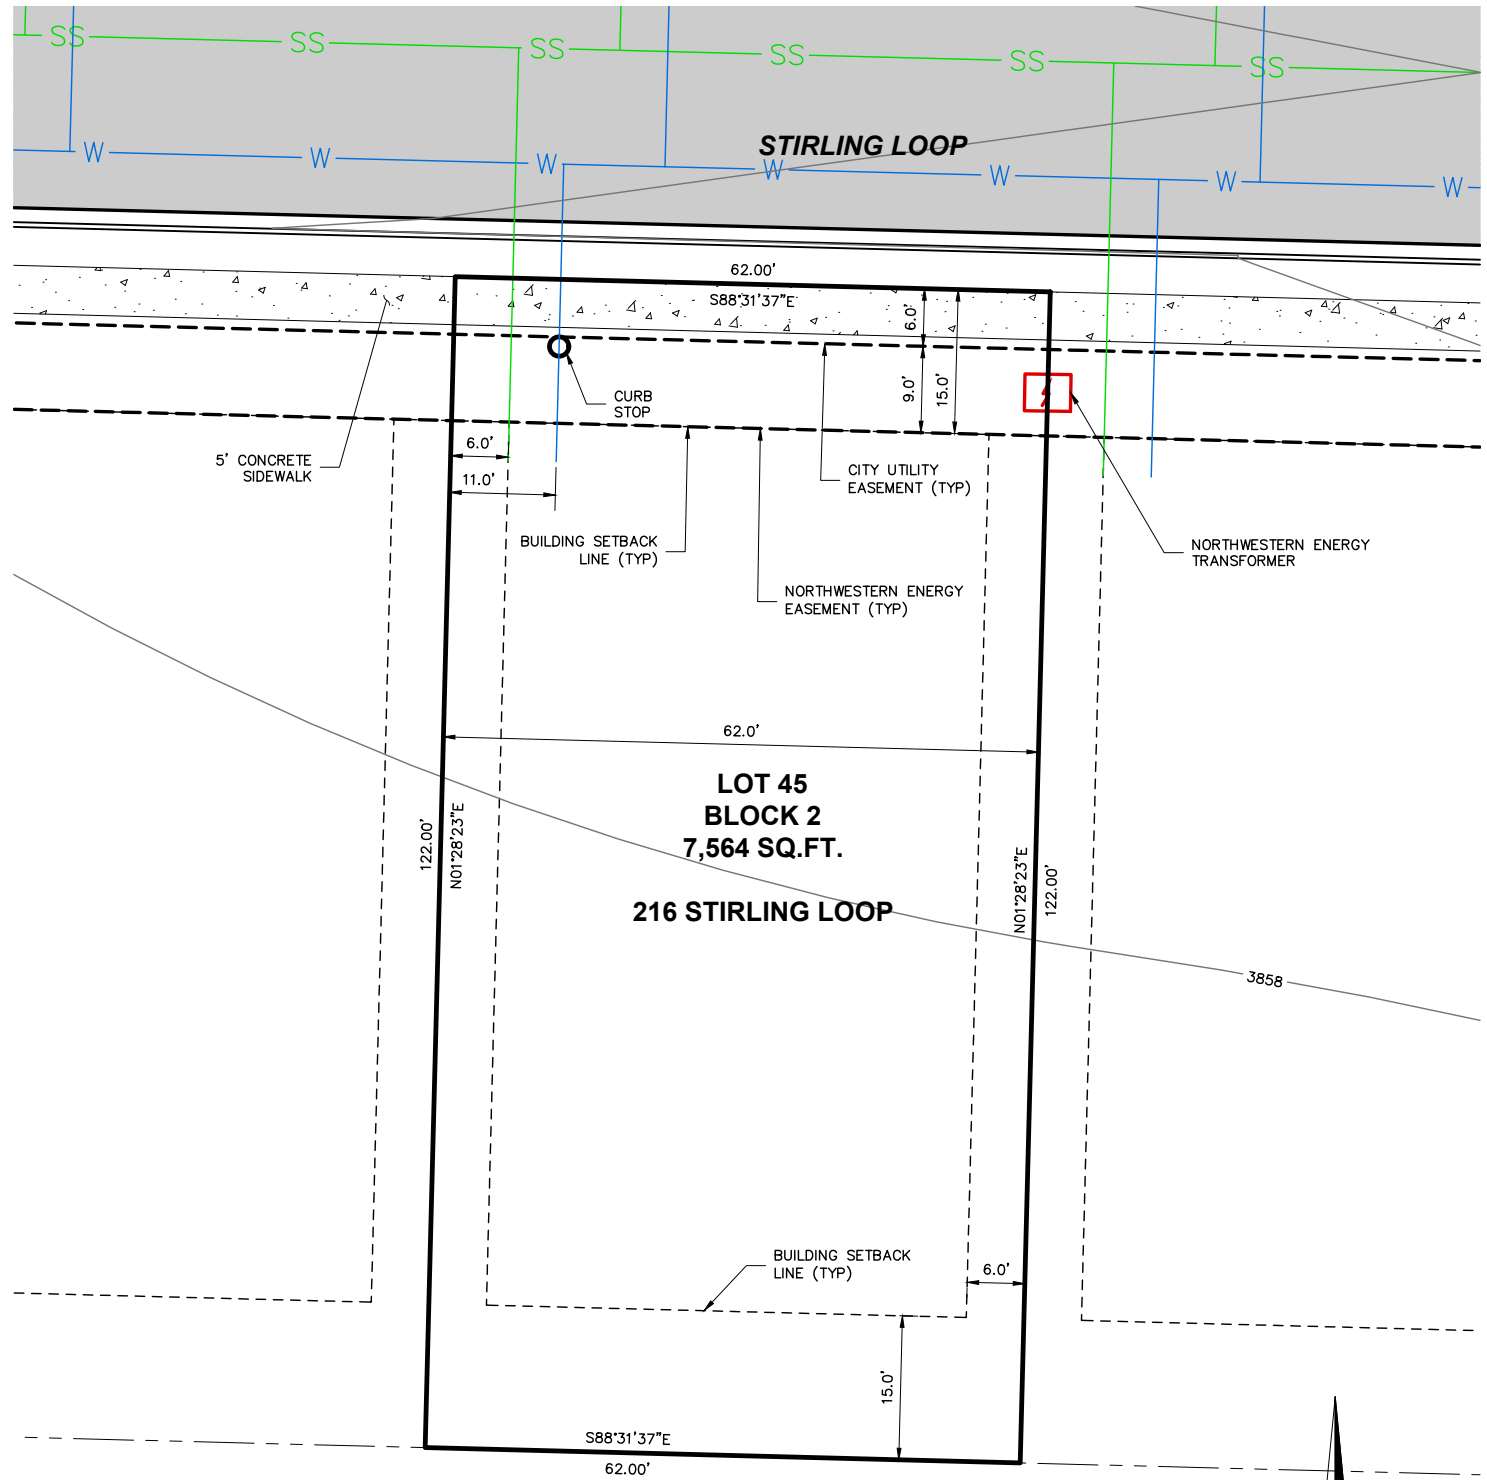 SS SS SS SS SS SS
STIRLING LOOP
W W W W W W W
62.00'
S88°31'37"E
6.0'
9.0'
15.0'
CURB
STOP
5' CONCRETE
SIDEWALK
6.0'
11.0'
CITY UTILITY
EASEMENT (TYP)
BUILDING SETBACK
LINE (TYP)
NORTHWESTERN ENERGY
TRANSFORMER
NORTHWESTERN ENERGY
EASEMENT (TYP)
62.0'
LOT 45
BLOCK 2
7,564 SQ.FT.
216 STIRLING LOOP
122.00'
N01°28'23"E
N01°28'23"E
122.00'
3858
BUILDING SETBACK
LINE (TYP)
6.0'
15.0'
S88°31'37"E
62.00'